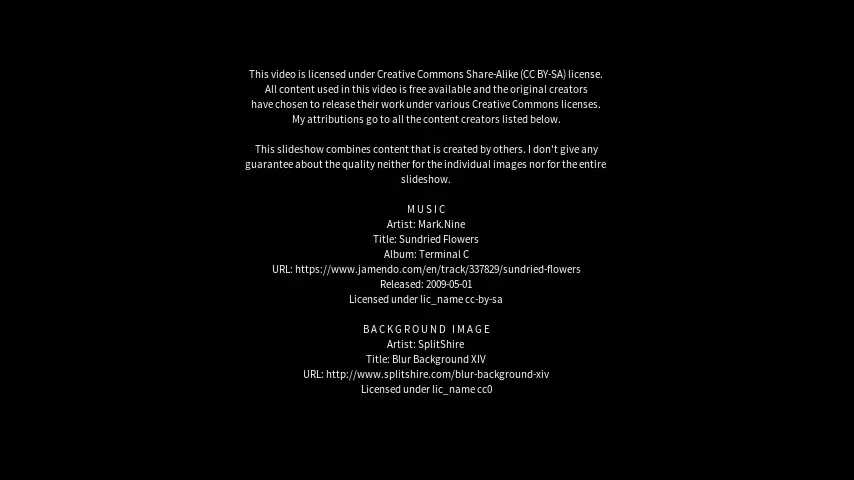 This video is licensed under Creative Commons Share-Alike (CC BY-SA) license.
All content used in this video is free available and the original creators
have chosen to release their work under various Creative Commons licenses.
My attributions go to all the content creators listed below.
This slideshow combines content that is created by others. I don't give any
guarantee about the quality neither for the individual images nor for the entire
slideshow.
MUSIC
Artist: Mark.Nine
Title: Sundried Flowers
Album: Terminal C
URL: https://www.jamendo.com/en/track/337829/sundried-flowers
Released: 2009-05-01
Licensed under lic_name cc-by-sa
BACKGROUND IMAGE
Artist: SplitShire
Title: Blur Background XIV
URL: http://www.splitshire.com/blur-background-xiv
Licensed under lic_name cc0